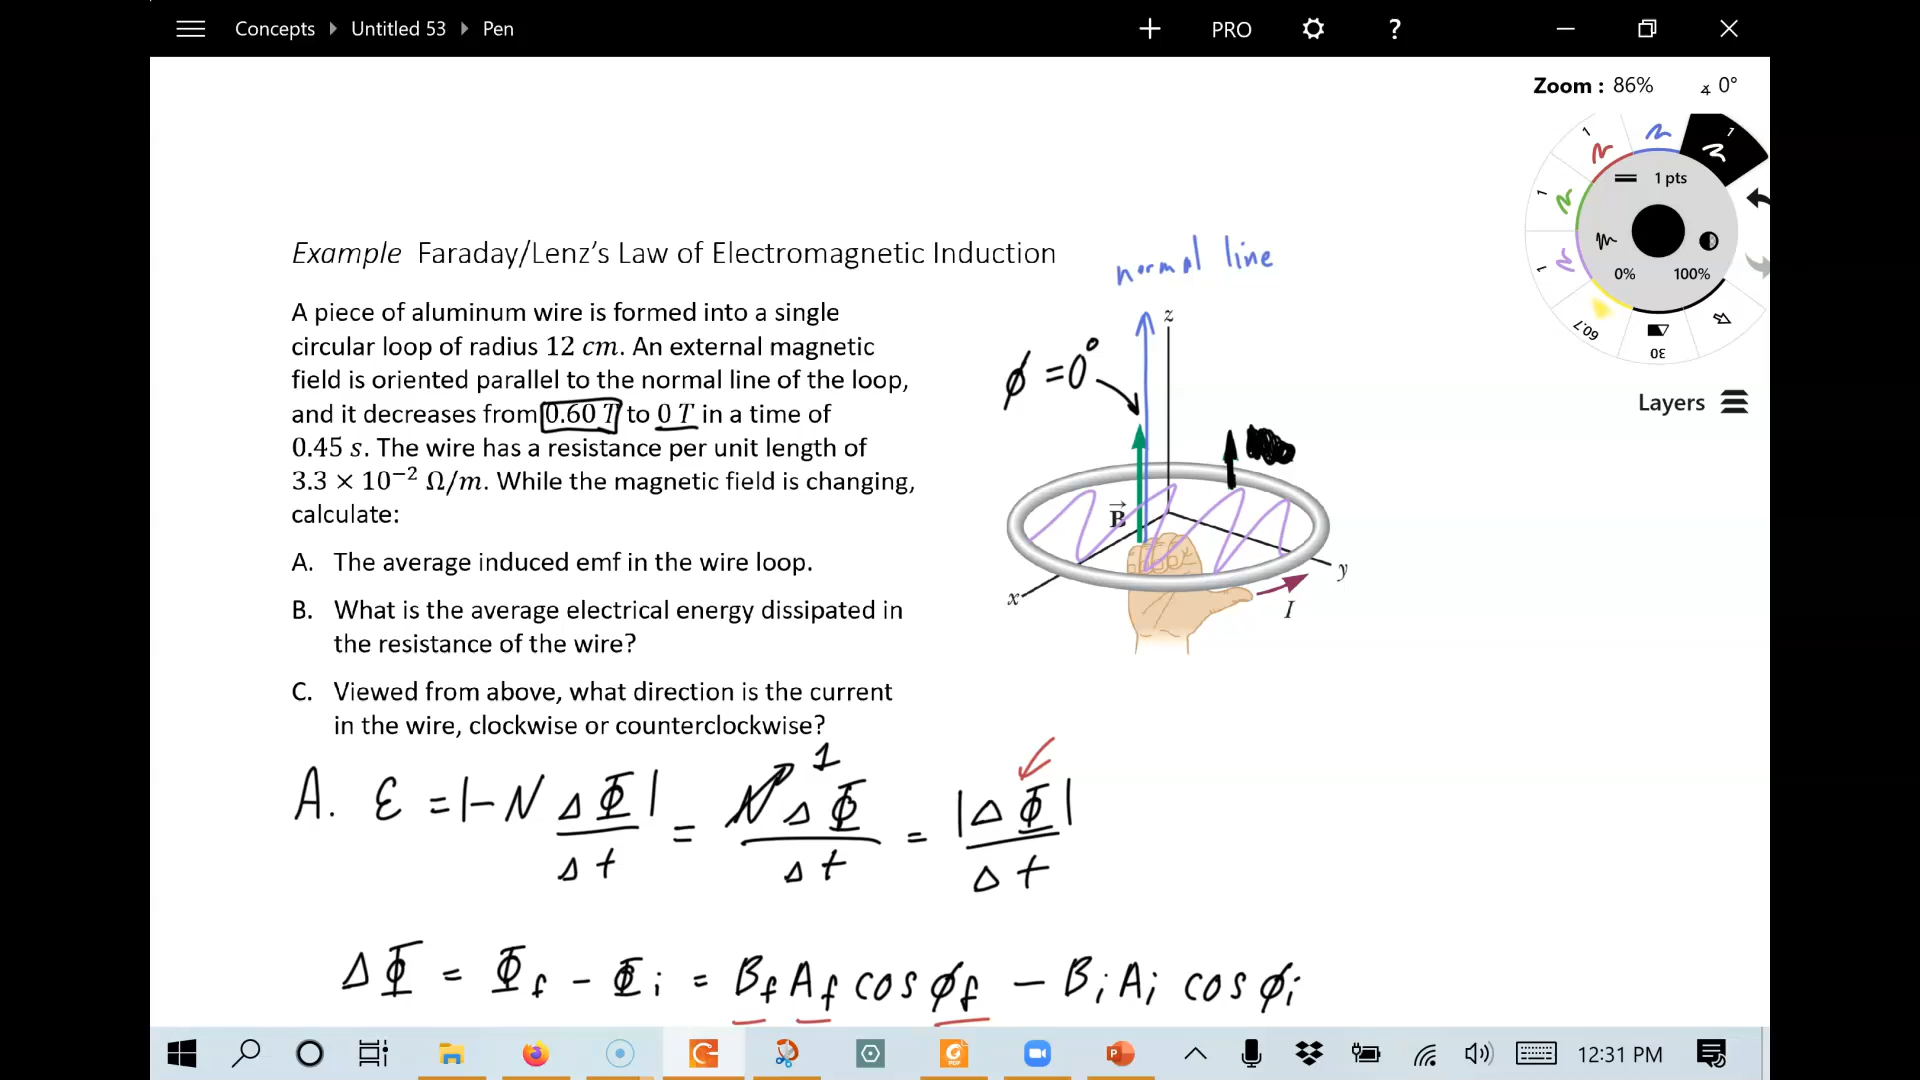 Concepts Untitled 53 Pen
PRO ?
Zoom : 86% 0°
1
1
1 pts
1
0% 100%
1
60.7
30
Layers
Example Faraday/Lenz's Law of Electromagnetic Induction
normal line
A piece of aluminum wire is formed into a single
circular loop of radius 12 cm. An external magnetic
field is oriented parallel to the normal line of the loop,
and it decreases from 0.60 T to 0 T in a time of
0.45 s. The wire has a resistance per unit length of
3.3 × 10⁻² Ω/m. While the magnetic field is changing,
calculate:
A. The average induced emf in the wire loop.
B. What is the average electrical energy dissipated in
the resistance of the wire?
C. Viewed from above, what direction is the current
in the wire, clockwise or counterclockwise?
z
ϕ = 0°
B⃗
y
x
I
A. ℰ = |-N ΔΦ/Δt| = N¹ΔΦ/Δt = |ΔΦ|/Δt
ΔΦ = Φf - Φi = Bf Af cos ϕf - Bi Ai cos ϕi
12:31 PM